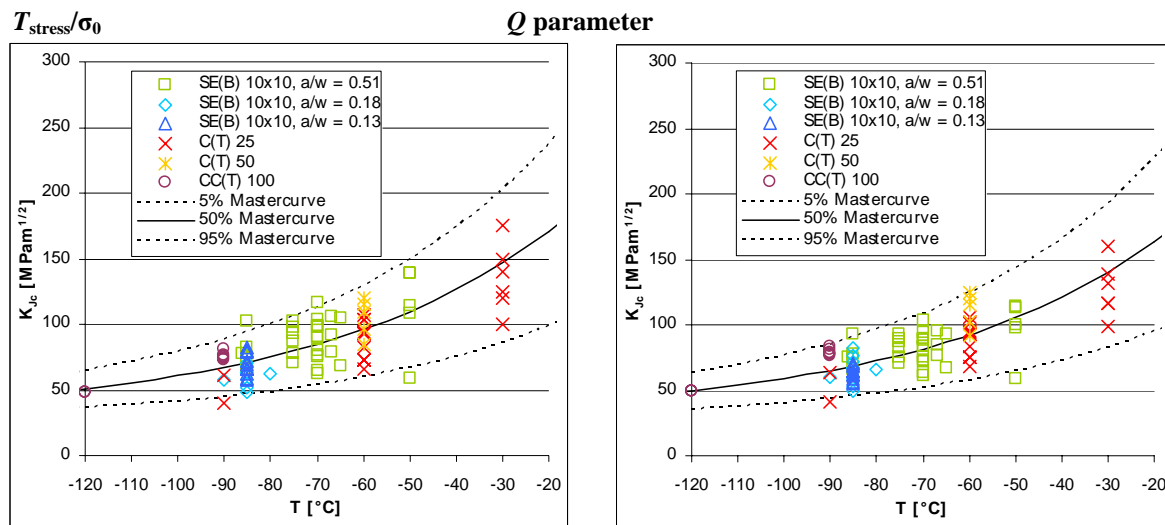 T_stress/σ₀
Q parameter
300
250
200
150
100
50
0
K_Jc [MPam^1/2]
SE(B) 10x10, a/w = 0.51
SE(B) 10x10, a/w = 0.18
SE(B) 10x10, a/w = 0.13
C(T) 25
C(T) 50
CC(T) 100
5% Mastercurve
50% Mastercurve
95% Mastercurve
-120 -110 -100 -90 -80 -70 -60 -50 -40 -30 -20
T [°C]
300
250
200
150
100
50
0
K_Jc [MPam^1/2]
SE(B) 10x10, a/w = 0.51
SE(B) 10x10, a/w = 0.18
SE(B) 10x10, a/w = 0.13
C(T) 25
C(T) 50
CC(T) 100
5% Mastercurve
50% Mastercurve
95% Mastercurve
-120 -110 -100 -90 -80 -70 -60 -50 -40 -30 -20
T [°C]